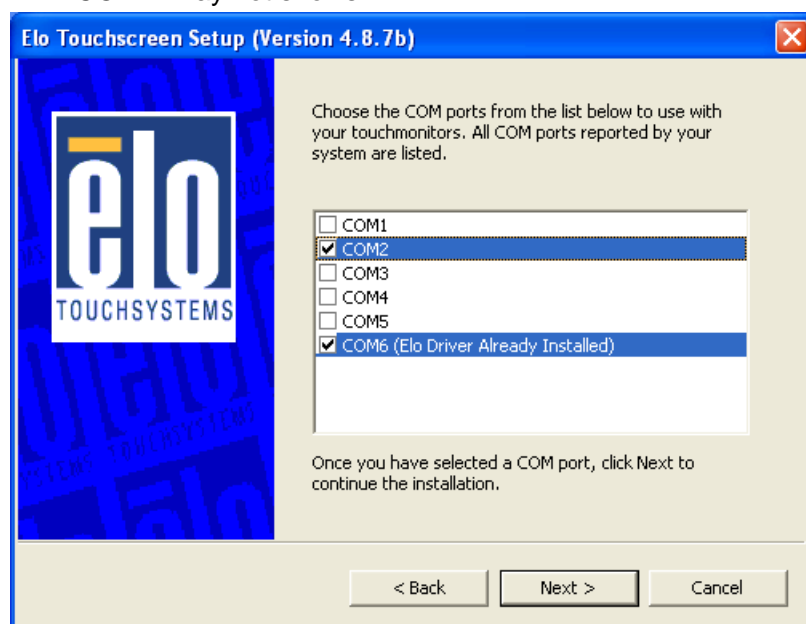 Elo Touchscreen Setup (Version 4.8.7b)
Choose the COM ports from the list below to use with
your touchmonitors. All COM ports reported by your
system are listed.
ēlo
TOUCHSYSTEMS
COM1
COM2
COM3
COM4
COM5
COM6 (Elo Driver Already Installed)
Once you have selected a COM port, click Next to
continue the installation.
< Back
Next >
Cancel